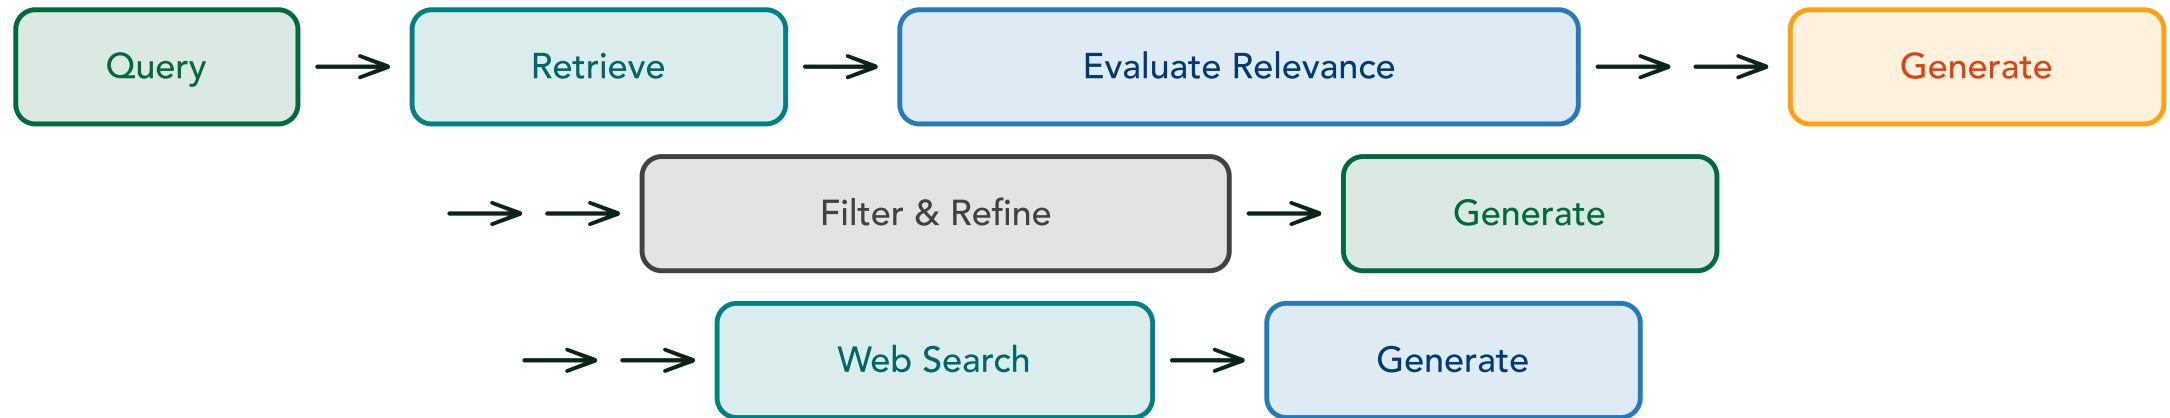 Query Retrieve Evaluate Relevance Generate
Filter & Refine Generate
Web Search Generate